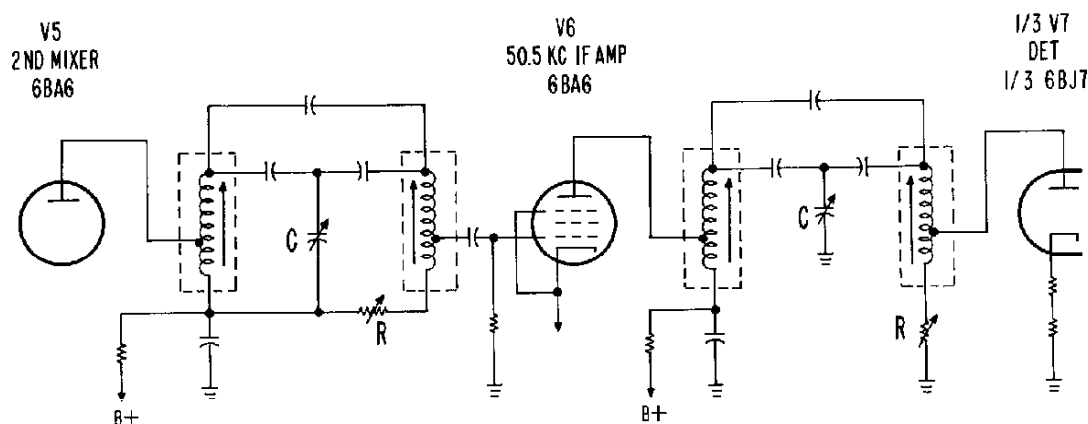 V5
2ND MIXER
6BA6
V6
50.5 KC IF AMP
6BA6
1/3 V7
DET
1/3 6BJ7
C
R
B+
C
R
B+